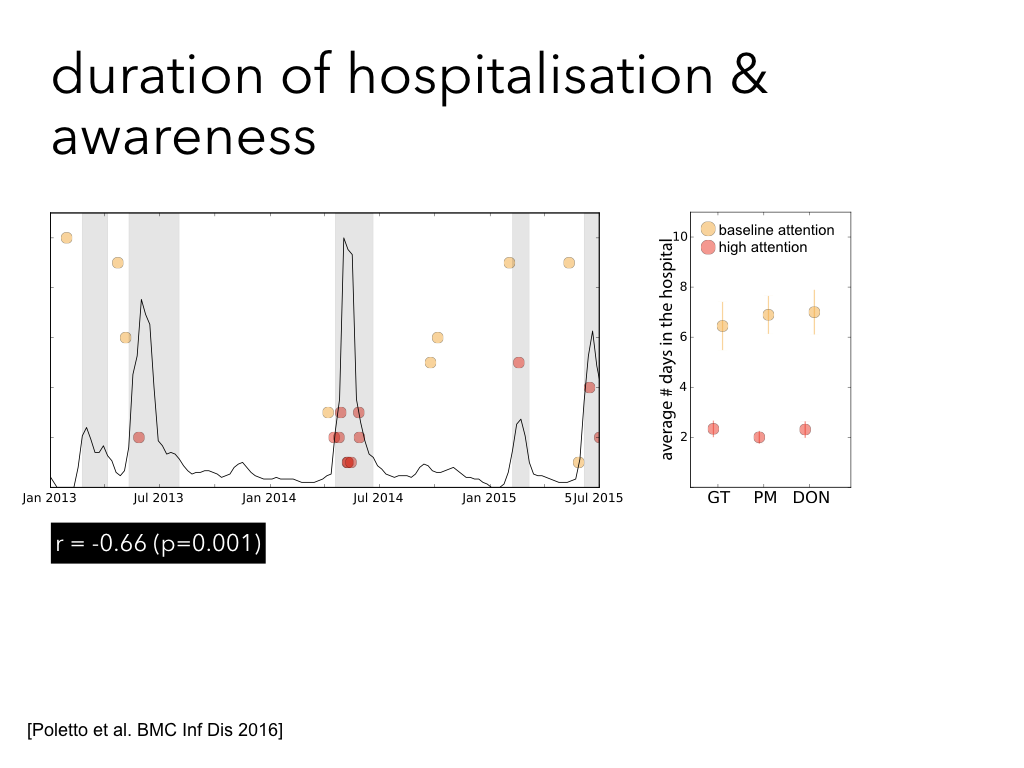 duration of hospitalisation &
awareness
Jan 2013
Jul 2013
Jan 2014
Jul 2014
Jan 2015
5Jul 2015
r = -0.66 (p=0.001)
average # days in the hospital
10
8
6
4
2
baseline attention
high attention
GT
PM
DON
[Poletto et al. BMC Inf Dis 2016]